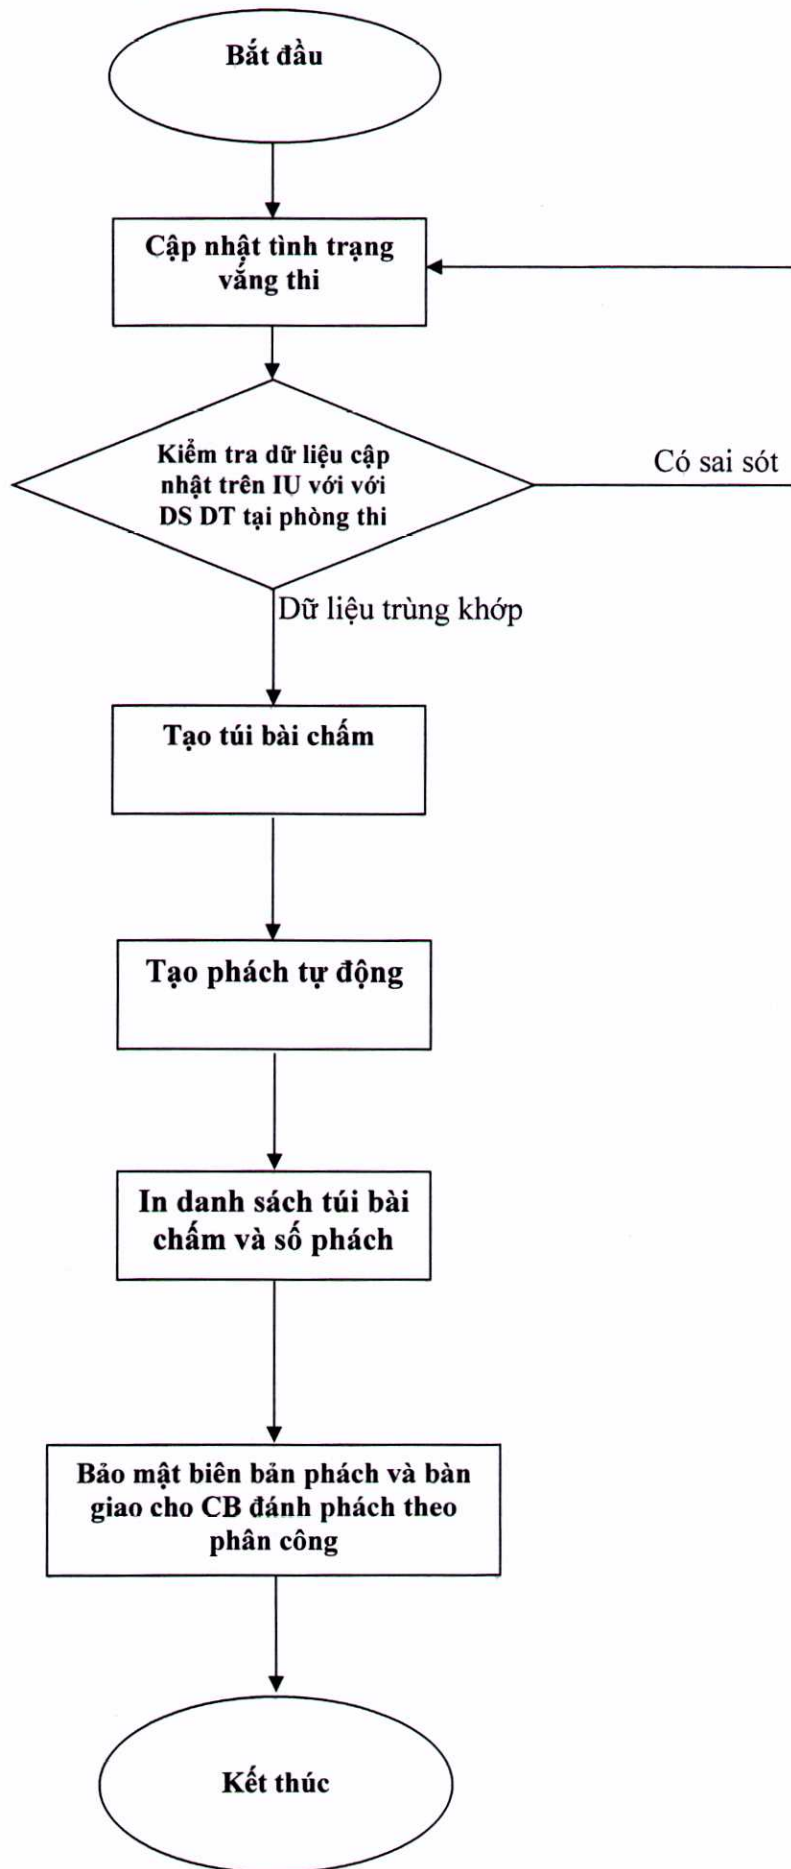 Bắt đầu
Cập nhật tình trạng
vắng thi
Kiểm tra dữ liệu cập
nhật trên IU với với
DS DT tại phòng thi
Có sai sót
Dữ liệu trùng khớp
Tạo túi bài chấm
Tạo phách tự động
In danh sách túi bài
chấm và số phách
Bảo mật biên bản phách và bàn
giao cho CB đánh phách theo
phân công
Kết thúc